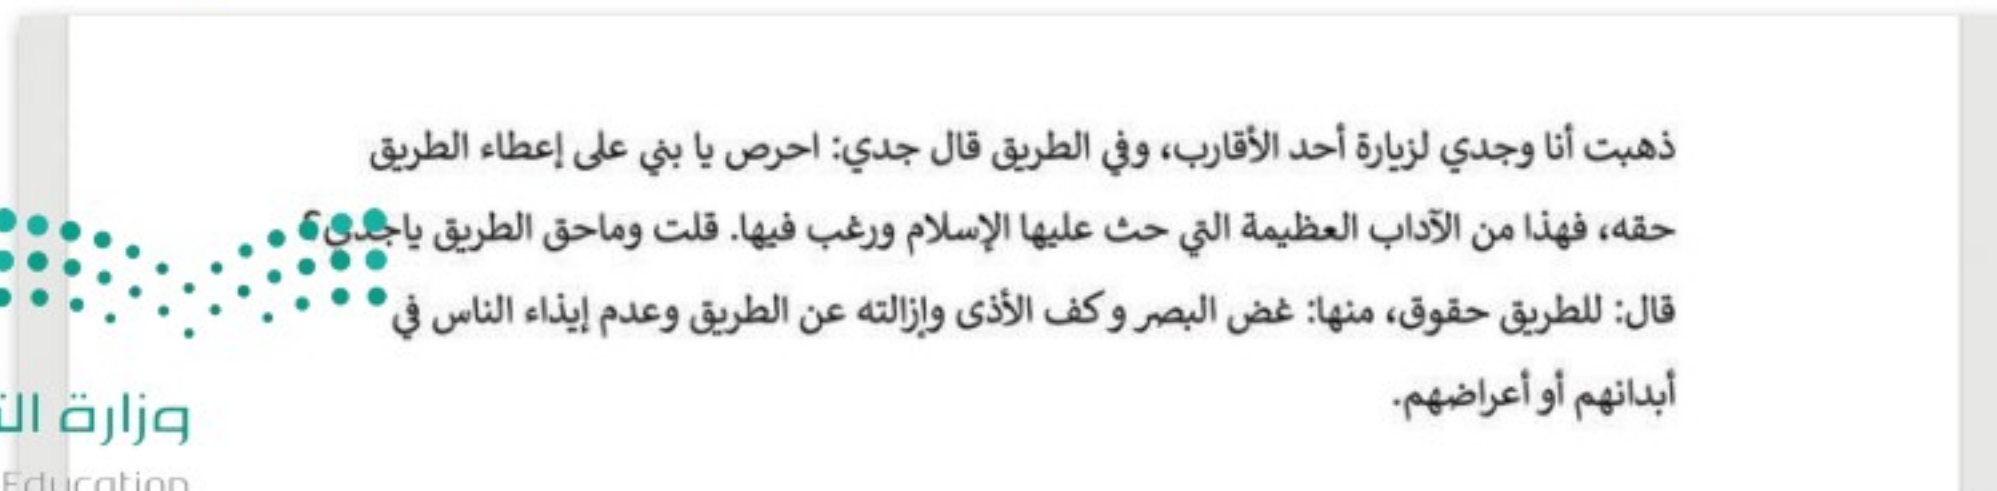 ذهبت أنا وجدي لزيارة أحد الأقارب، وفي الطريق قال جدي: احرص يا بني على إعطاء الطريق
حقه، فهذا من الآداب العظيمة التي حث عليها الإسلام ورغب فيها. قلت وماحق الطريق ياجدي؟
قال: للطريق حقوق، منها: غض البصر و كف الأذى وإزالته عن الطريق وعدم إيذاء الناس في
أبدانهم أو أعراضهم.
وزارة
Education